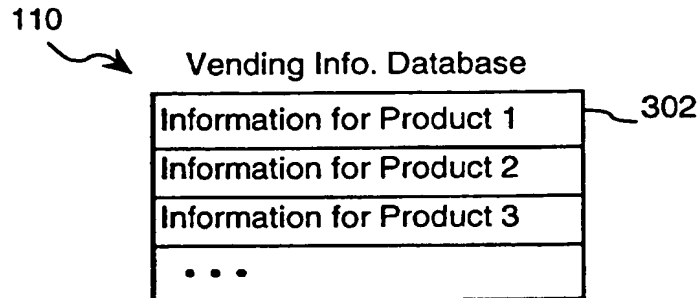 110
Vending Info. Database
Information for Product 1
302
Information for Product 2
Information for Product 3
...